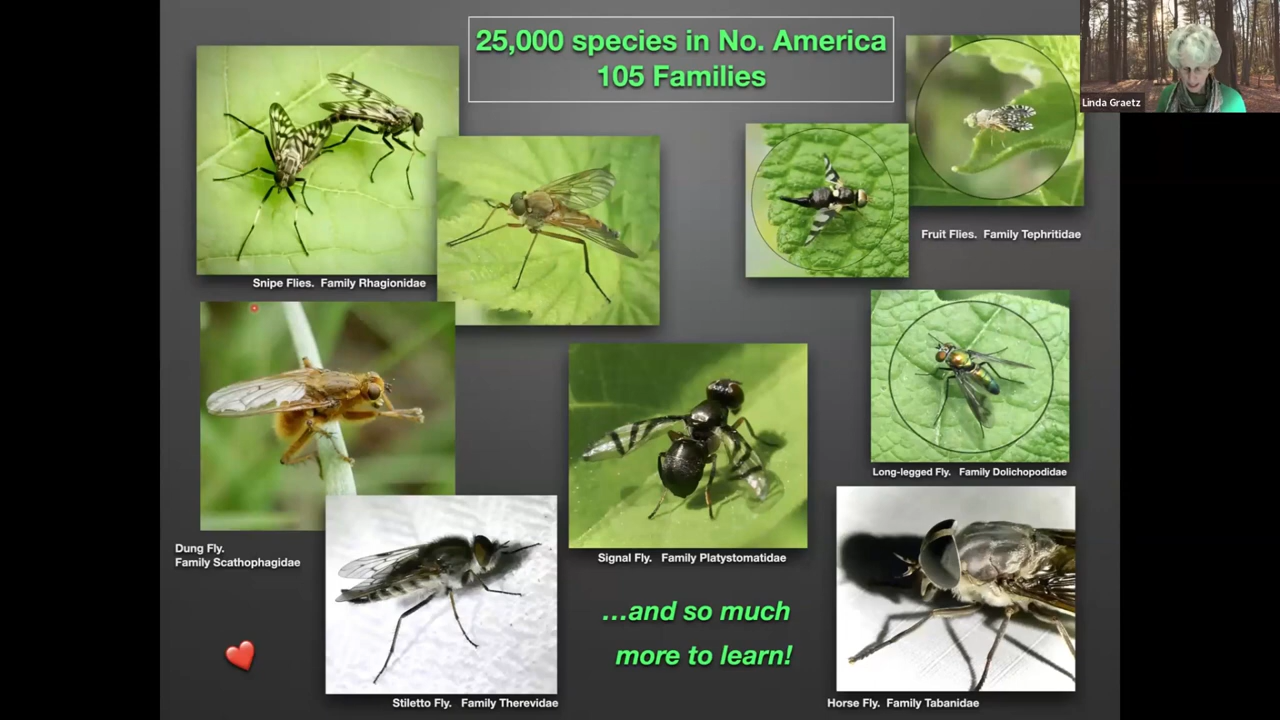 25,000 species in No. America
105 Families
Linda Graetz
Fruit Flies. Family Tephritidae
Snipe Flies. Family Rhagionidae
Long-legged Fly. Family Dolichopodidae
Dung Fly.
Family Scathophagidae
Signal Fly. Family Platystomatidae
...and so much
more to learn!
Stiletto Fly. Family Therevidae
Horse Fly. Family Tabanidae